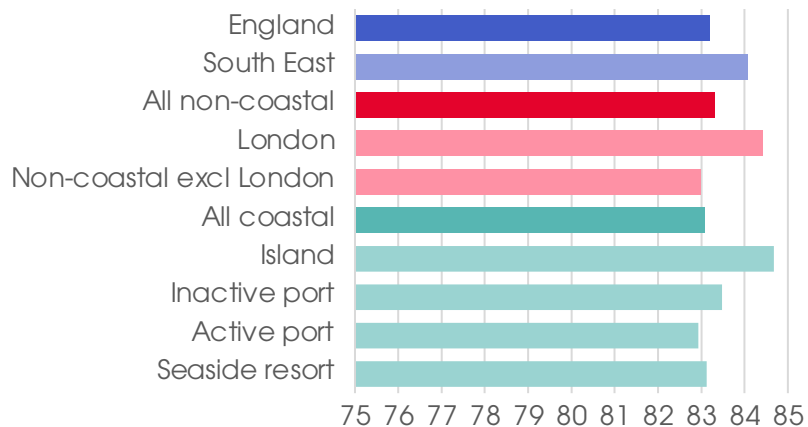 England
South East
All non-coastal
London
Non-coastal excl London
All coastal
Island
Inactive port
Active port
Seaside resort
75 76 77 78 79 80 81 82 83 84 85